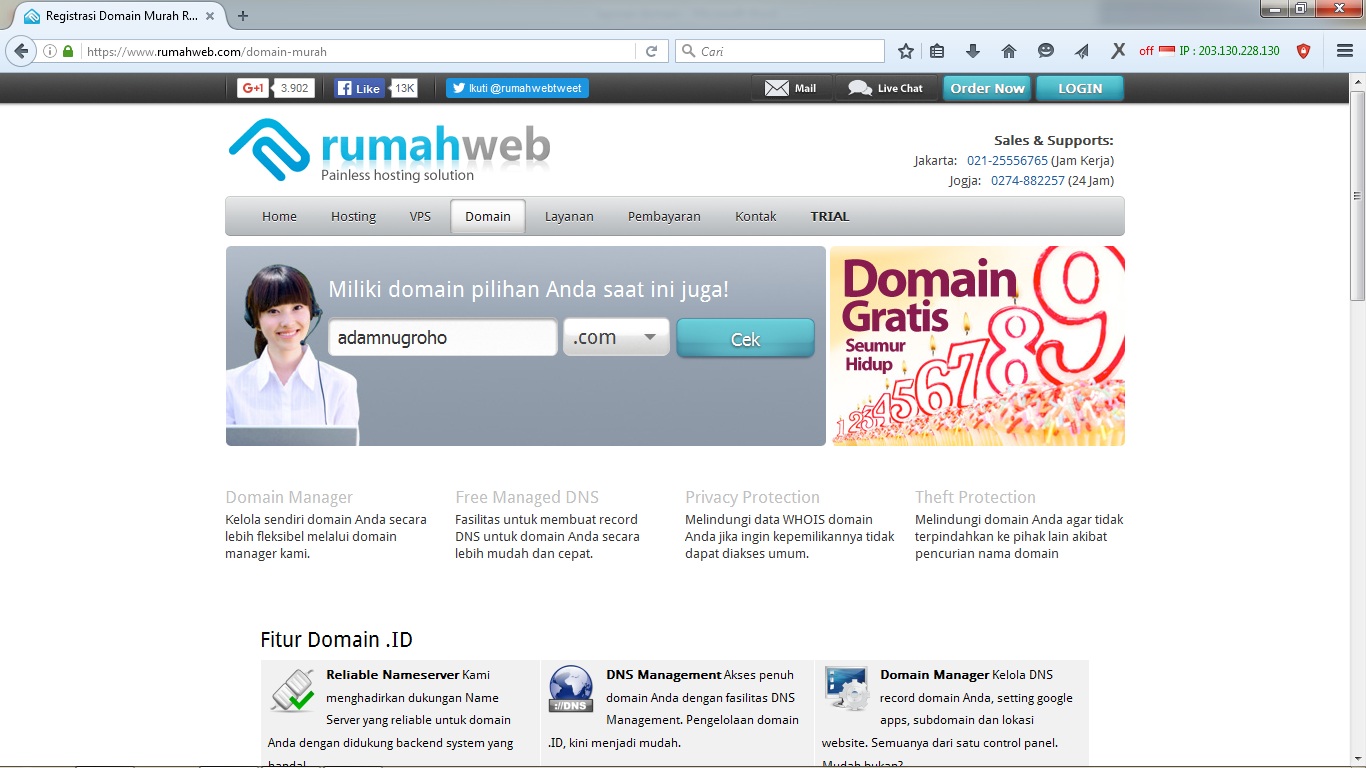 Registrasi Domain Murah R...
https://www.rumahweb.com/domain-murah
Cari
off IP : 203.130.228.130
G+1 3.902
Like 13K
Ikuti @rumahwebtweet
Mail
Live Chat
Order Now
LOGIN
rumahweb
Painless hosting solution
Sales & Supports:
Jakarta: 021-25556765 (Jam Kerja)
Jogja: 0274-882257 (24 Jam)
Home Hosting VPS Domain Layanan Pembayaran Kontak TRIAL
Miliki domain pilihan Anda saat ini juga!
adamnugroho .com Cek
Domain
Gratis
Seumur
Hidup
1 2 3 4 5 6 7 8 9
Domain Manager
Kelola sendiri domain Anda secara
lebih fleksibel melalui domain
manager kami.
Free Managed DNS
Fasilitas untuk membuat record
DNS untuk domain Anda secara
lebih mudah dan cepat.
Privacy Protection
Melindungi data WHOIS domain
Anda jika ingin kepemilikannya tidak
dapat diakses umum.
Theft Protection
Melindungi domain Anda agar tidak
terpindahkan ke pihak lain akibat
pencurian nama domain
Fitur Domain .ID
Reliable Nameserver Kami
menghadirkan dukungan Name
Server yang reliable untuk domain
Anda dengan didukung backend system yang
handal
://DNS
DNS Management Akses penuh
domain Anda dengan fasilitas DNS
Management. Pengelolaan domain
.ID, kini menjadi mudah.
Domain Manager Kelola DNS
record domain Anda, setting google
apps, subdomain dan lokasi
website. Semuanya dari satu control panel.
Mudah bukan?